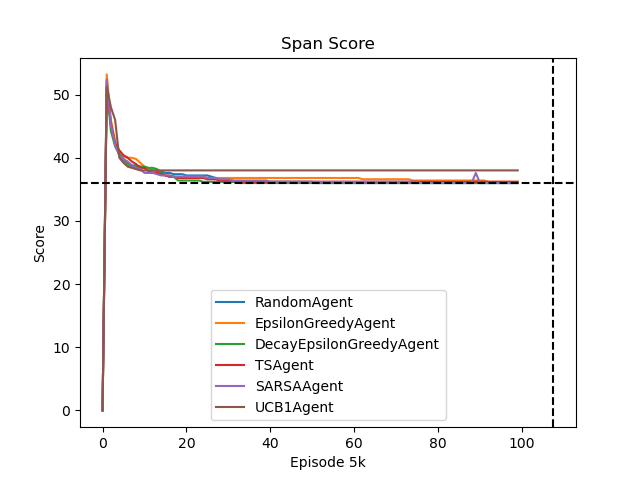 Span Score
50
40
30
20
10
0
Score
RandomAgent
EpsilonGreedyAgent
DecayEpsilonGreedyAgent
TSAgent
SARSAAgent
UCB1Agent
0 20 40 60 80 100
Episode 5k